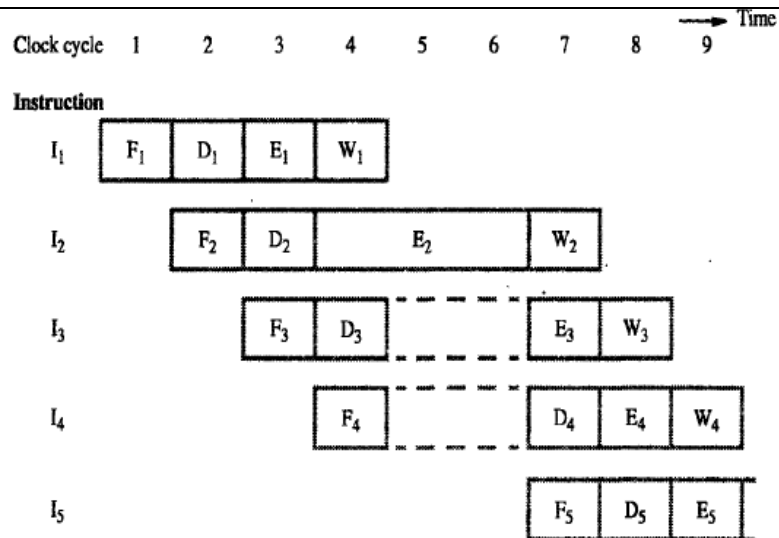 Time
Clock cycle 1 2 3 4 5 6 7 8 9
Instruction
I₁ F₁ D₁ E₁ W₁
I₂ F₂ D₂ E₂ W₂
I₃ F₃ D₃ E₃ W₃
I₄ F₄ D₄ E₄ W₄
I₅ F₅ D₅ E₅